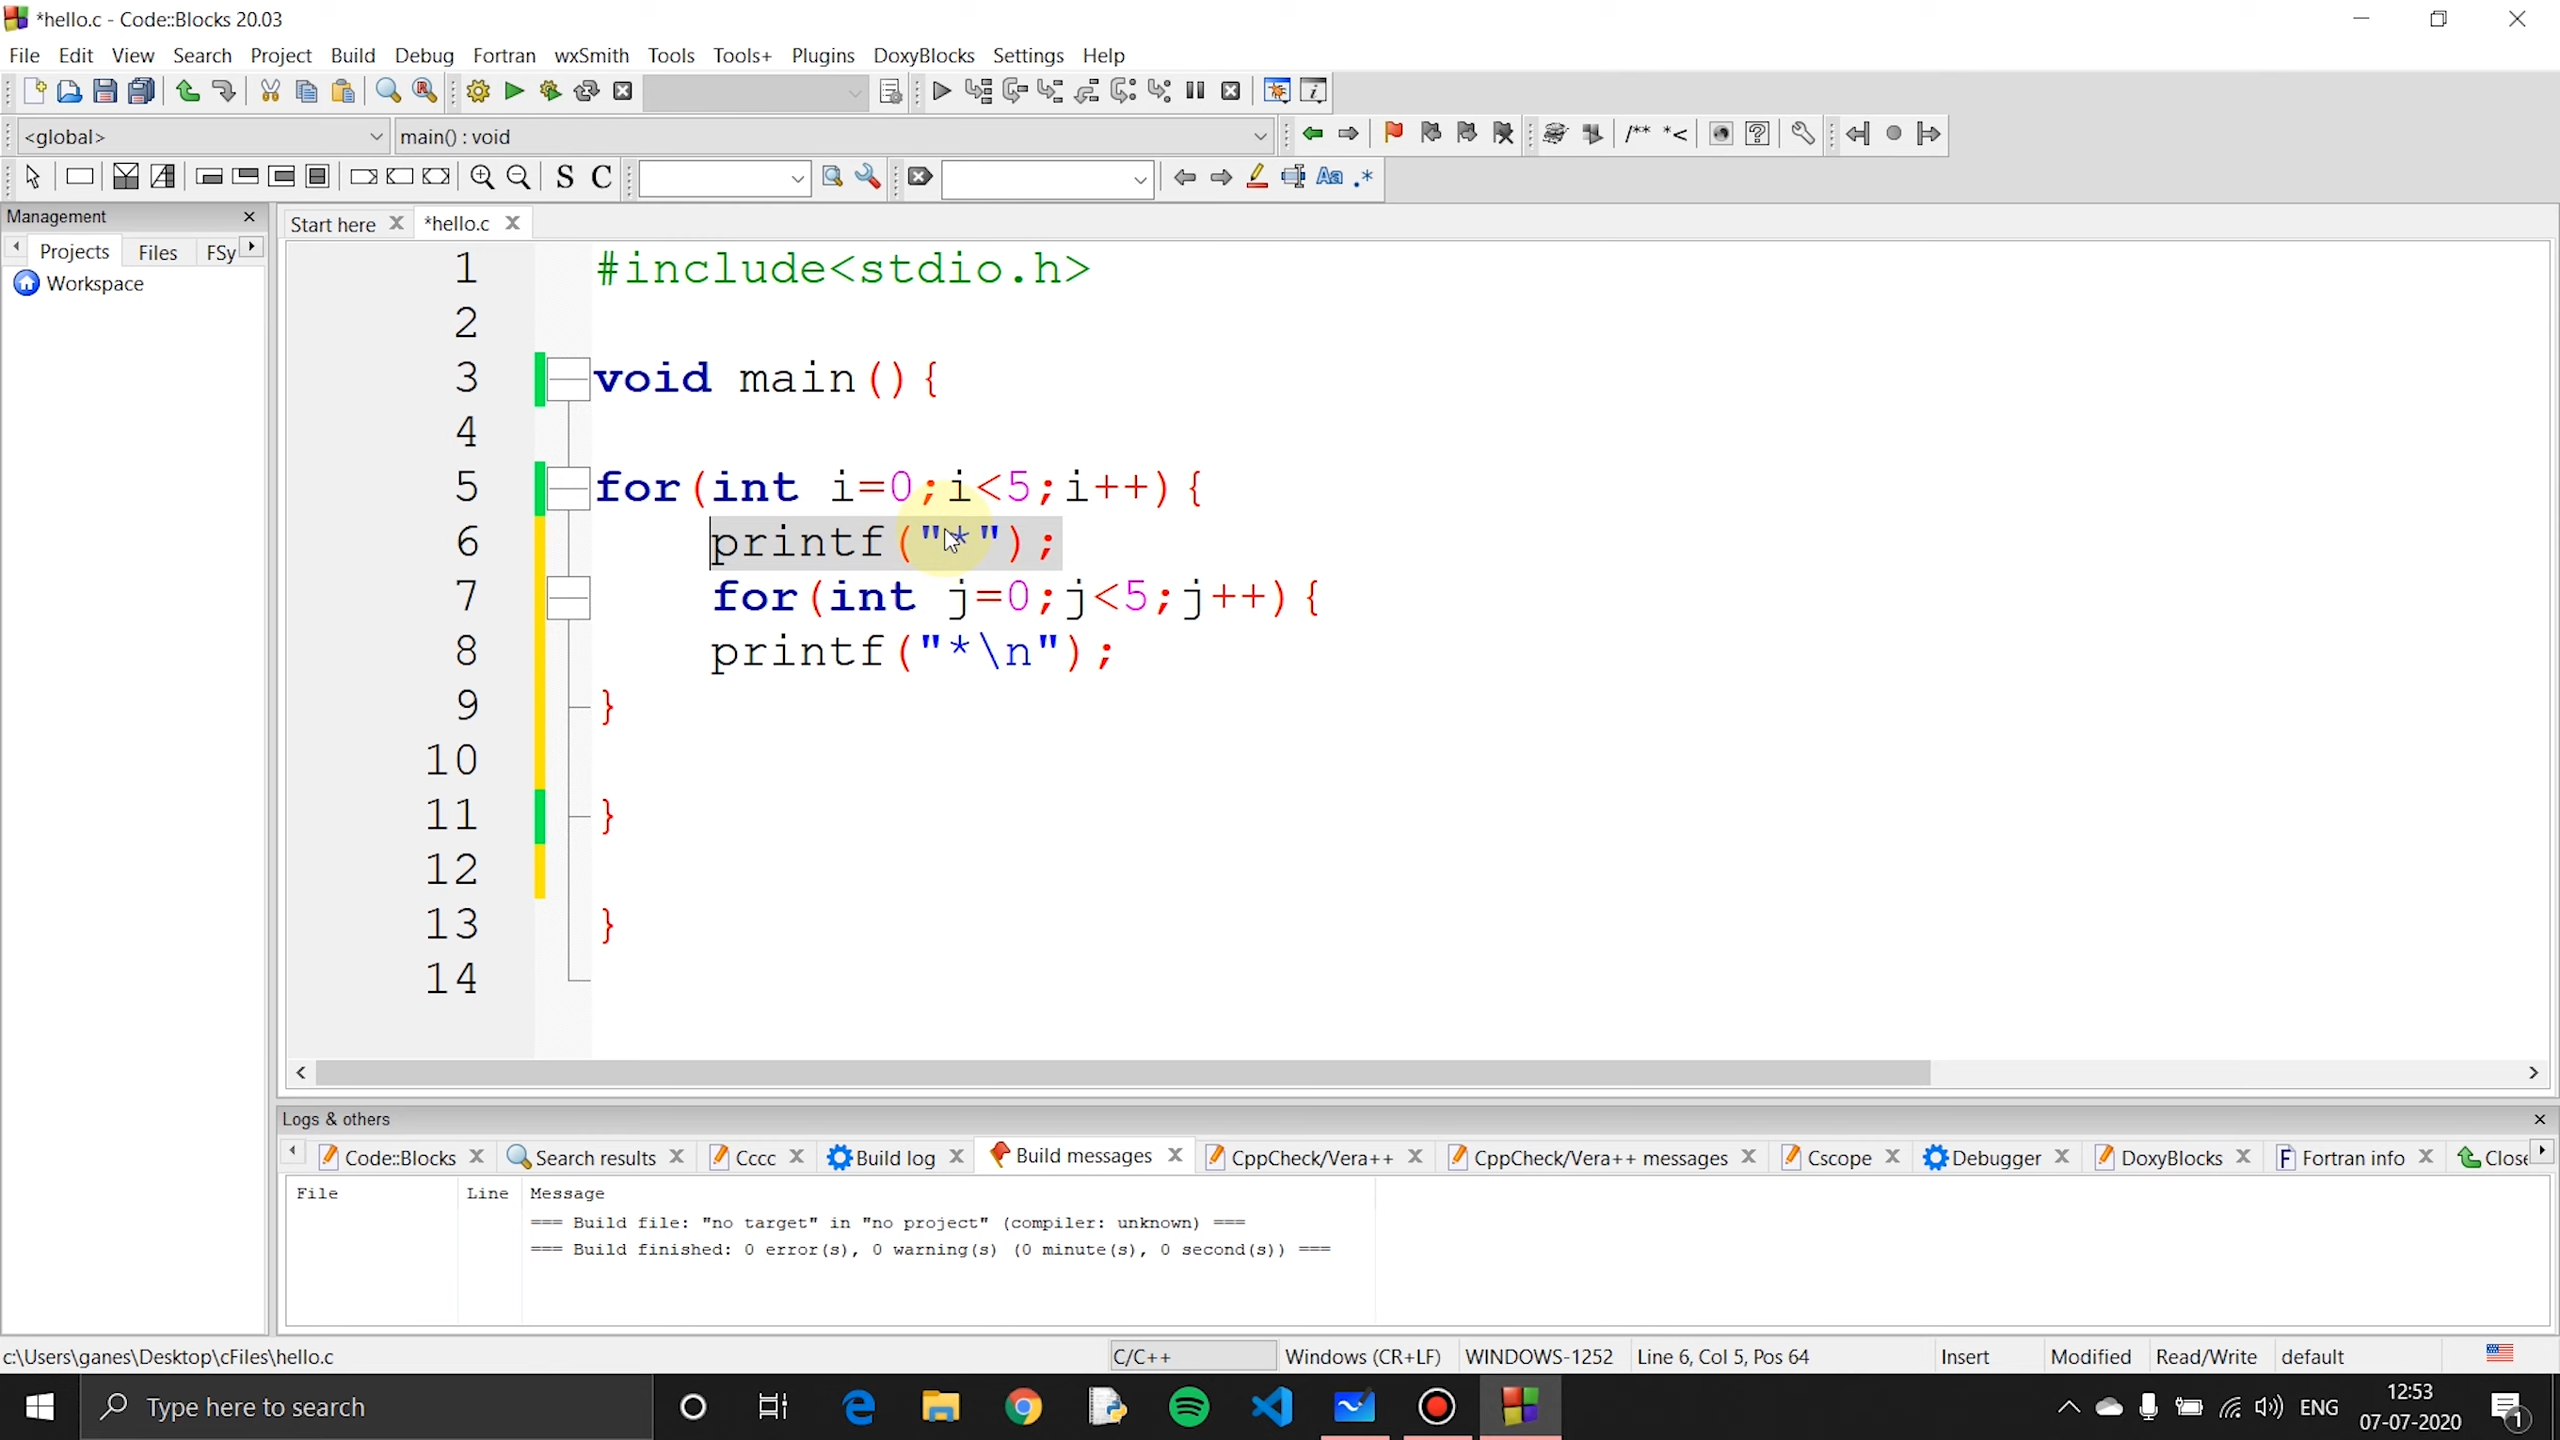 *hello.c - Code::Blocks 20.03
File Edit View Search Project Build Debug Fortran wxSmith Tools Tools+ Plugins DoxyBlocks Settings Help
<global> main() : void /** *<
S C Aa .*
Management
Projects Files FSy
Workspace
Start here *hello.c
1 #include<stdio.h>
2
3 void main(){
4
5 for(int i=0;i<5;i++){
6 printf("*");
7 for(int j=0;j<5;j++){
8 printf("*\n");
9 }
10
11 }
12
13 }
14
Logs & others
Code::Blocks Search results Cccc Build log Build messages CppCheck/Vera++ CppCheck/Vera++ messages Cscope Debugger DoxyBlocks Fortran info Close
File Line Message
=== Build file: "no target" in "no project" (compiler: unknown) ===
=== Build finished: 0 error(s), 0 warning(s) (0 minute(s), 0 second(s)) ===
c:\Users\ganes\Desktop\cFiles\hello.c C/C++ Windows (CR+LF) WINDOWS-1252 Line 6, Col 5, Pos 64 Insert Modified Read/Write default
Type here to search ENG 12:53
07-07-2020 1